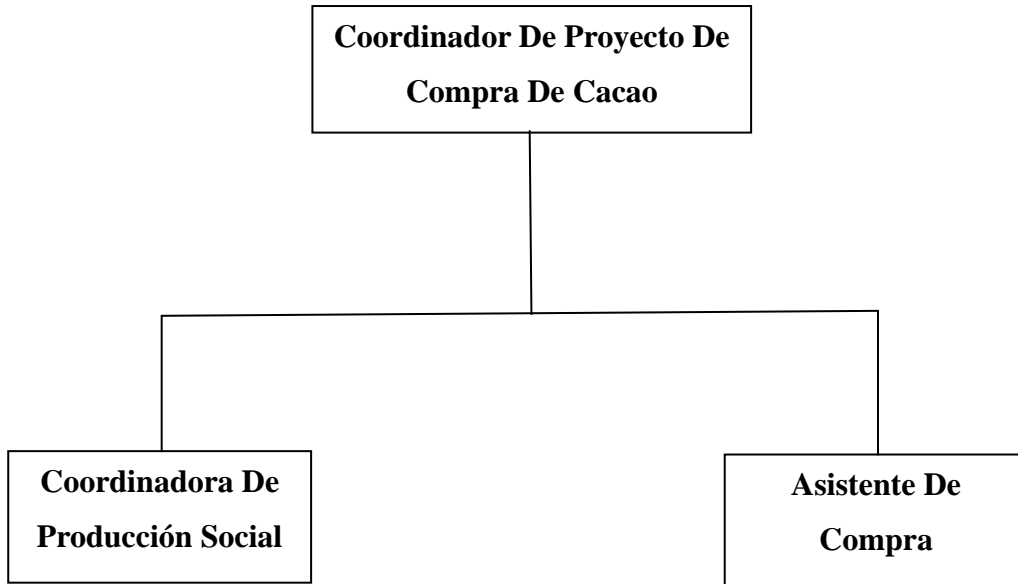 Coordinador De Proyecto De
Compra De Cacao
Coordinadora De
Producción Social
Asistente De
Compra